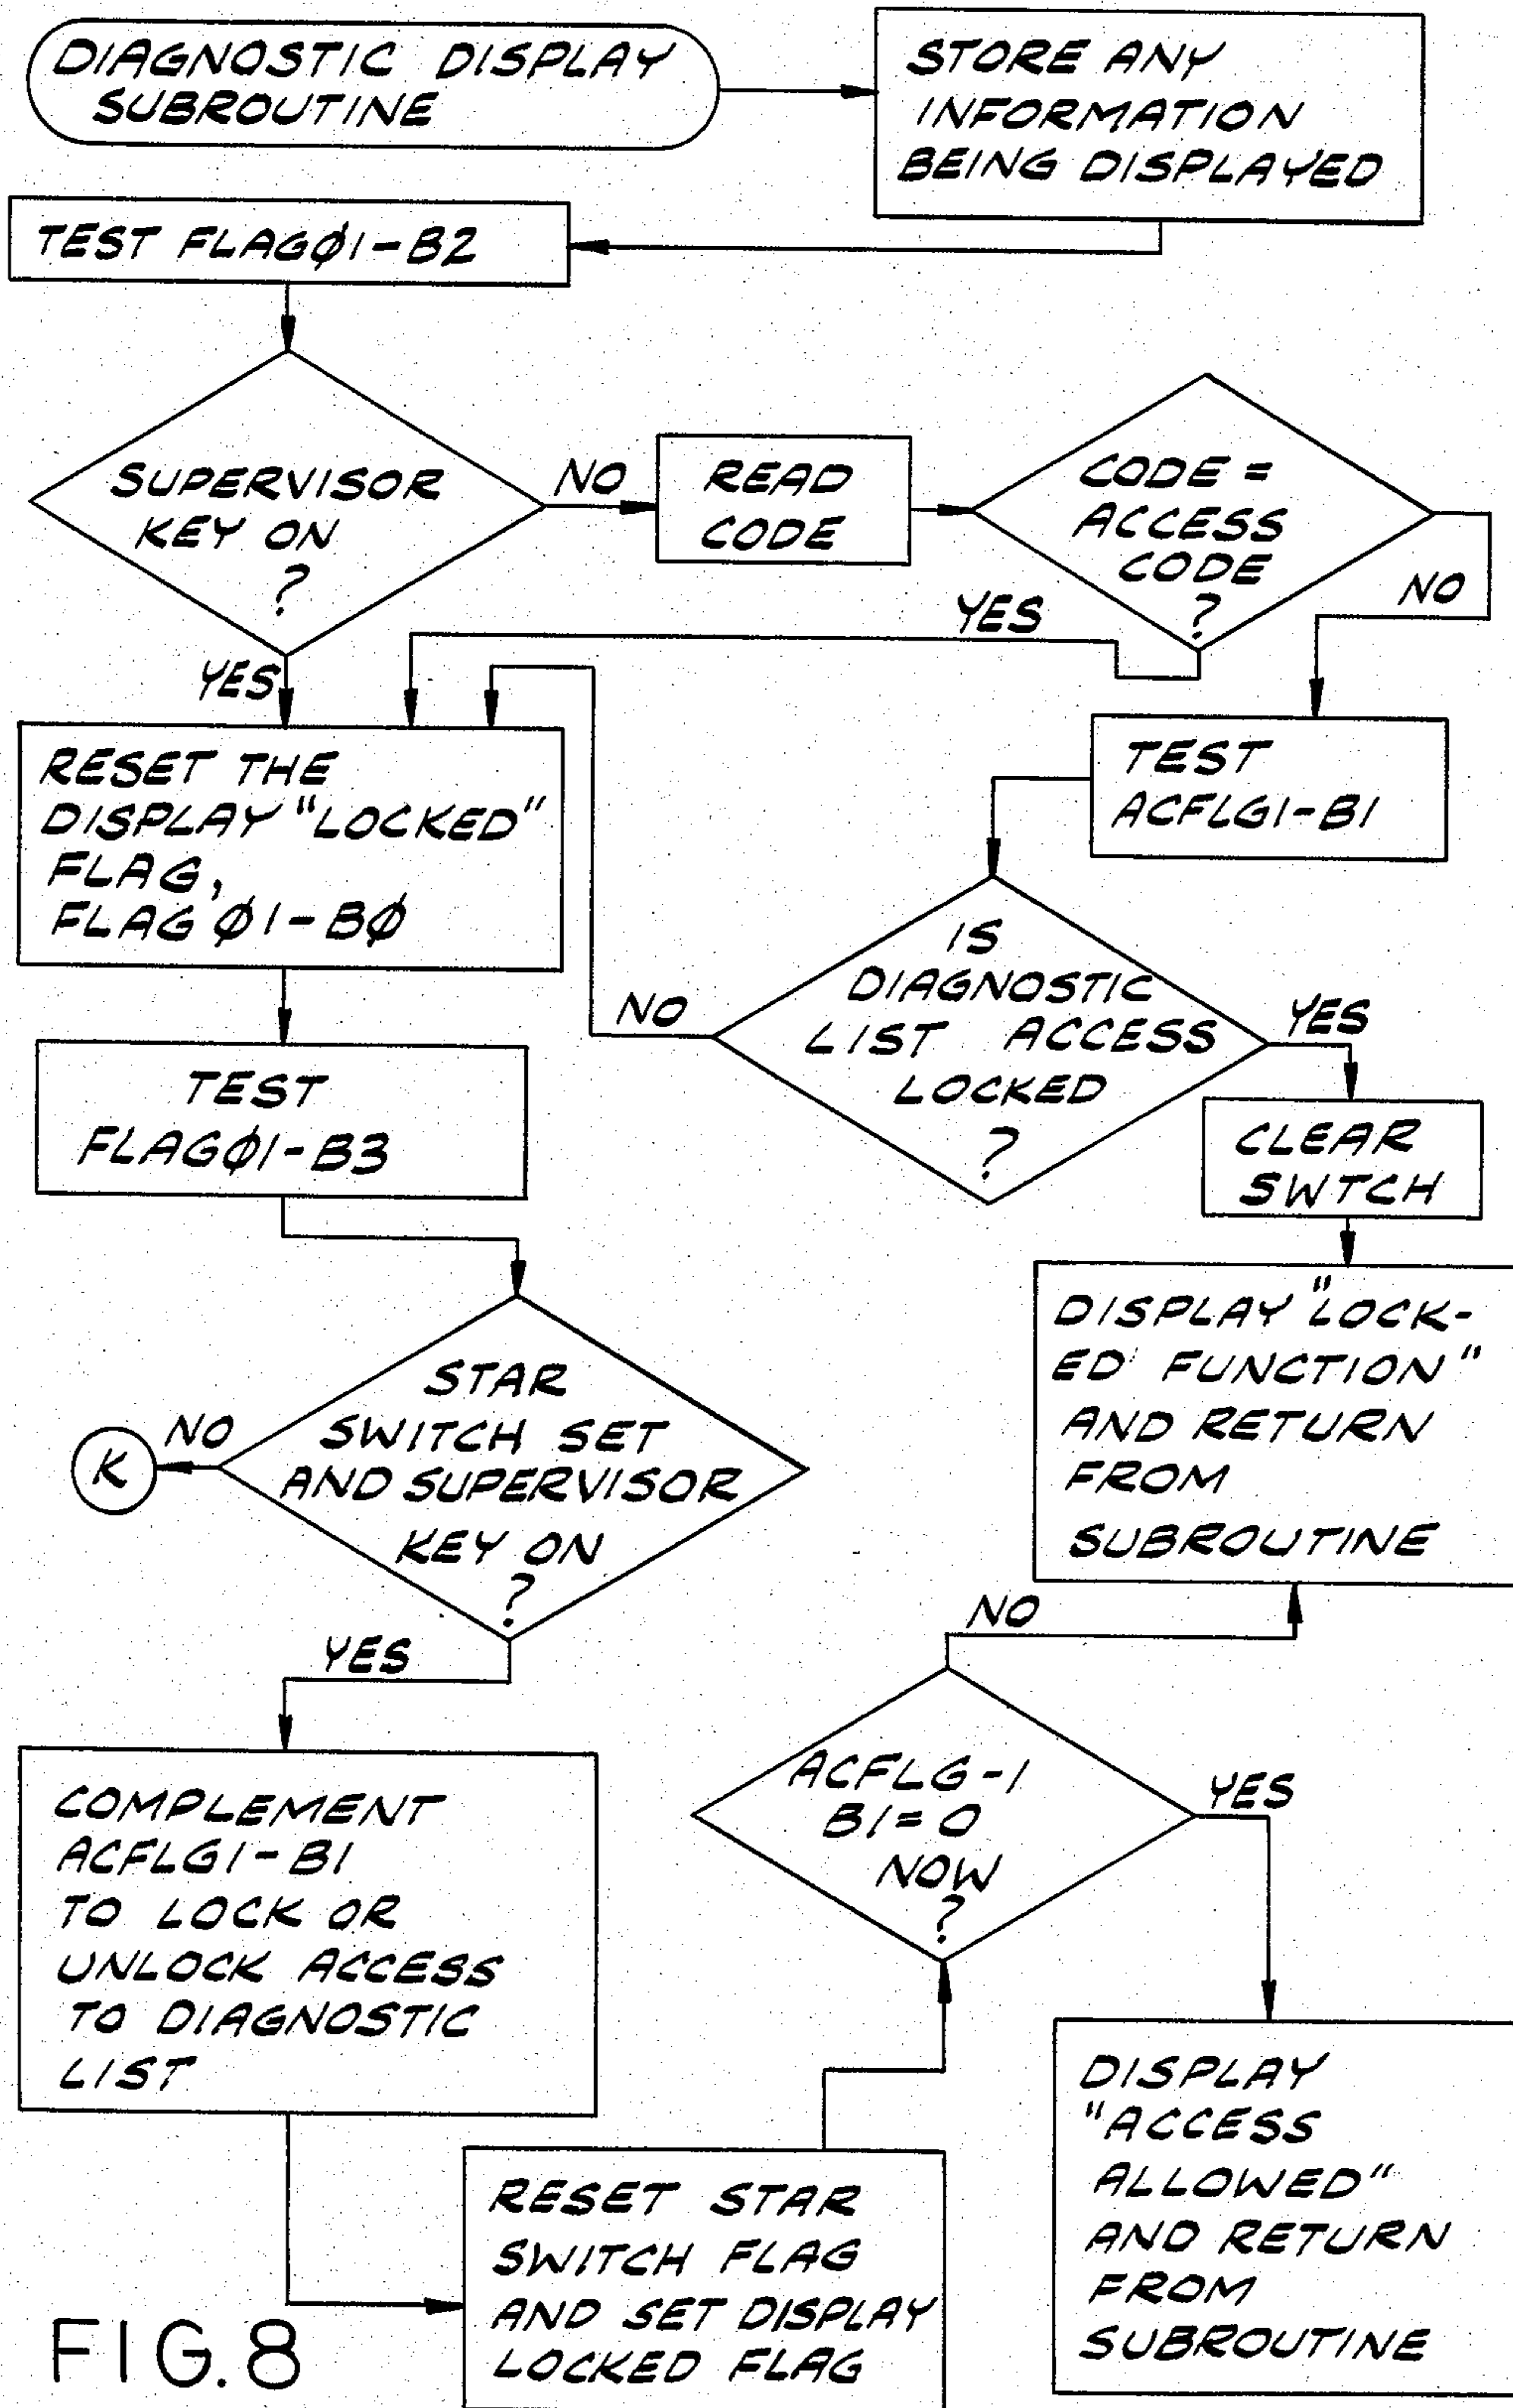 DIAGNOSTIC DISPLAY
SUBROUTINE
STORE ANY
INFORMATION
BEING DISPLAYED
TEST FLAGØ1-B2
SUPERVISOR
KEY ON
?
NO
READ
CODE
CODE =
ACCESS
CODE
?
NO
YES
YES
RESET THE
DISPLAY "LOCKED"
FLAG,
FLAG Ø1-BØ
TEST
ACFLG1-B1
IS
DIAGNOSTIC
LIST ACCESS
LOCKED
?
NO
YES
CLEAR
SWTCH
TEST
FLAGØ1-B3
DISPLAY "LOCK-
ED FUNCTION"
AND RETURN
FROM
SUBROUTINE
STAR
SWITCH SET
AND SUPERVISOR
KEY ON
?
NO
K
YES
NO
COMPLEMENT
ACFLG1-B1
TO LOCK OR
UNLOCK ACCESS
TO DIAGNOSTIC
LIST
ACFLG-1
B1=0
NOW
?
YES
RESET STAR
SWITCH FLAG
AND SET DISPLAY
LOCKED FLAG
DISPLAY
"ACCESS
ALLOWED"
AND RETURN
FROM
SUBROUTINE
FIG.8